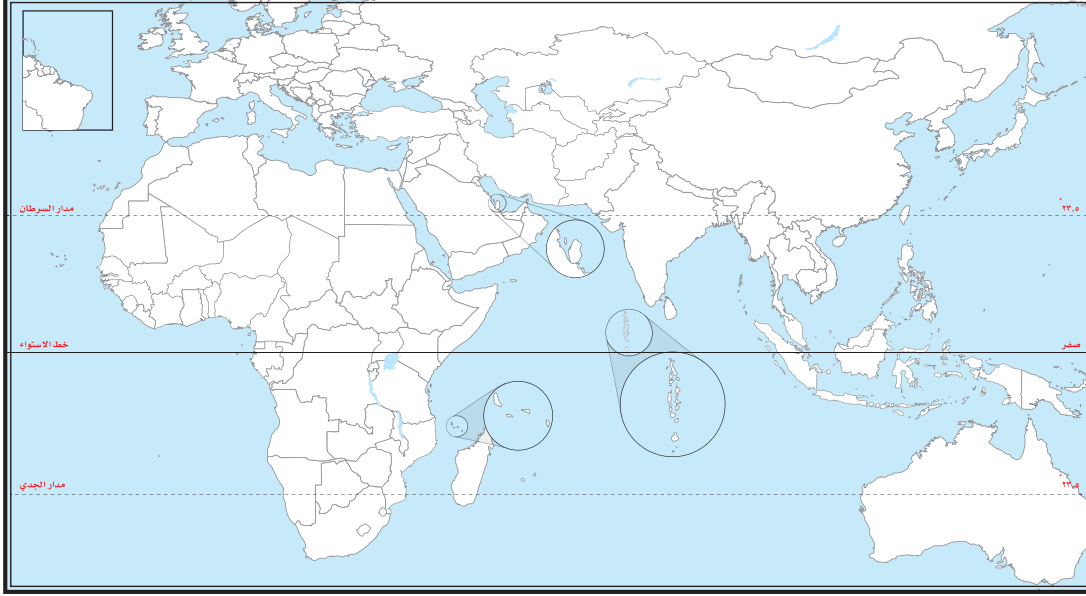 مدار السرطان
°٢٣.٥
خط الاستواء
صفر
مدار الجدي
°٢٣.٥